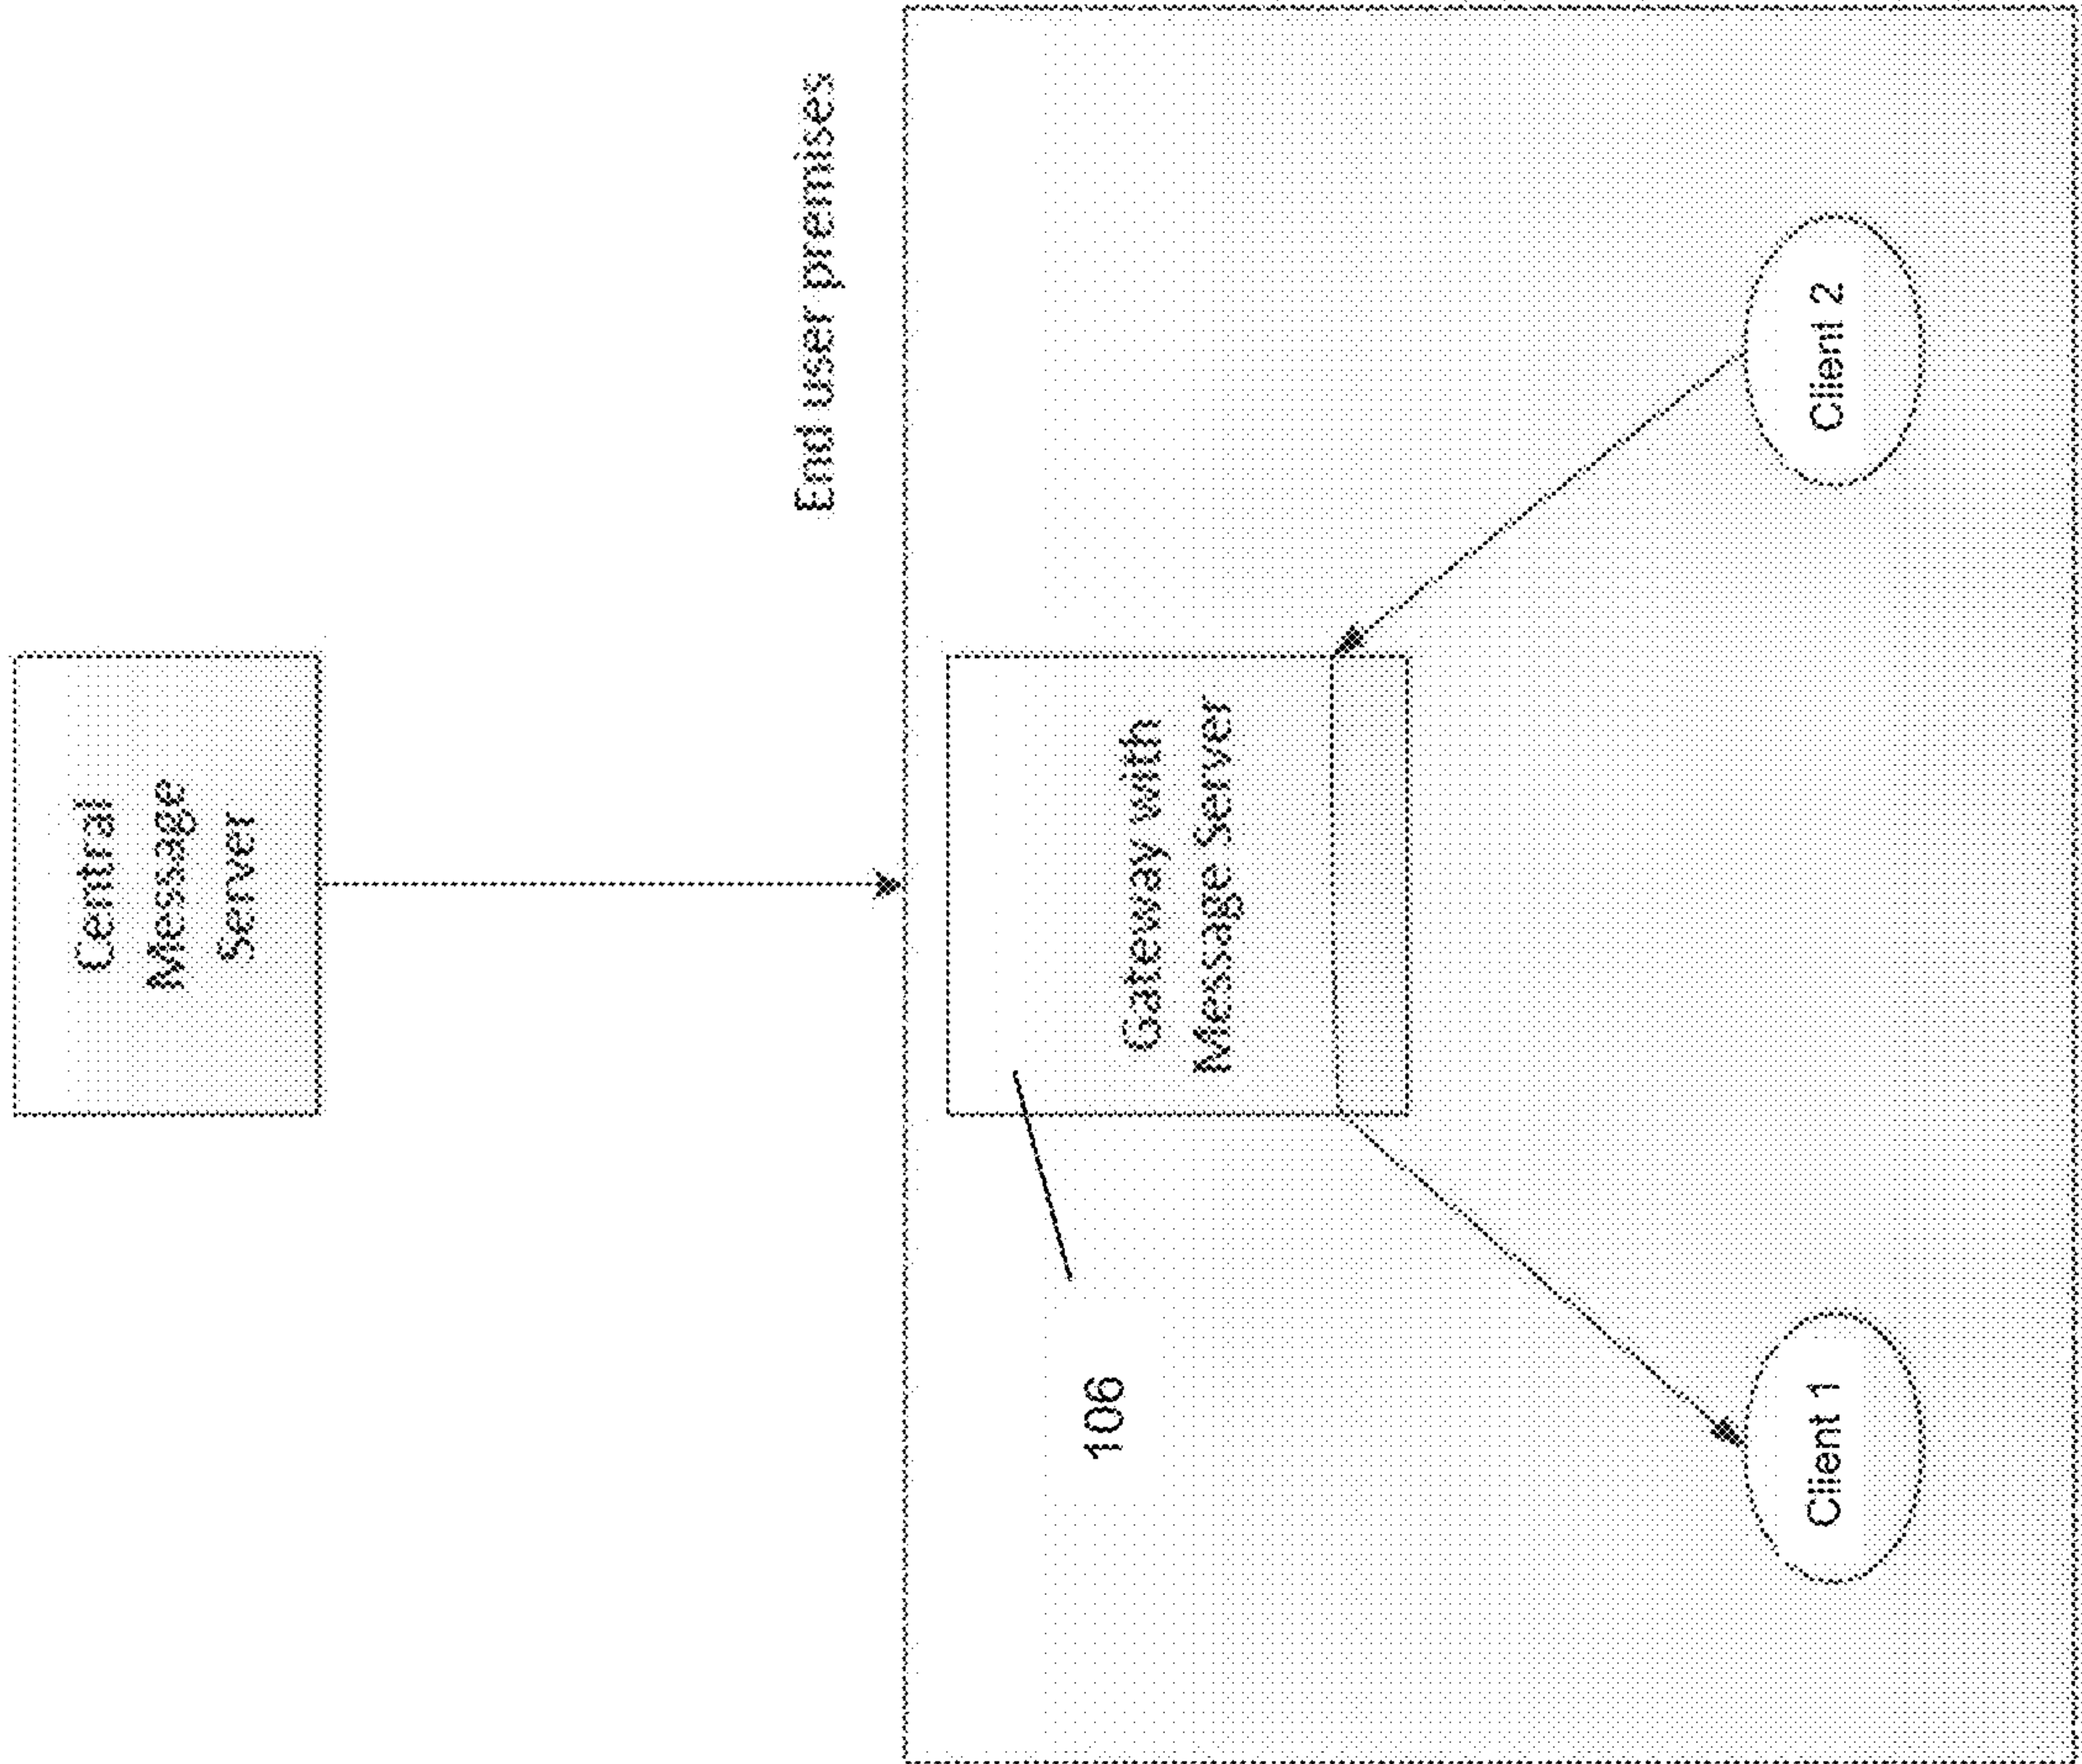 Central
Message
Server
End user premises
Gateway with
Message Server
106
Client 1
Client 2